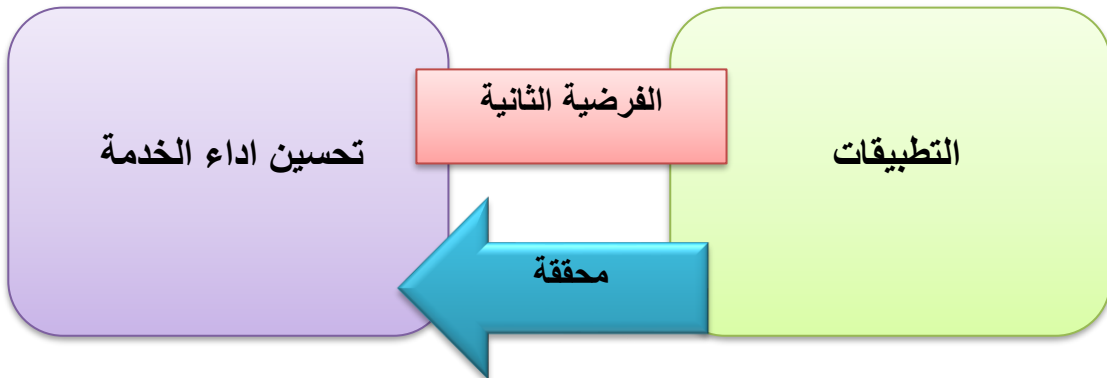 الفرضية الثانية
التطبيقات
تحسين اداء الخدمة
محققة